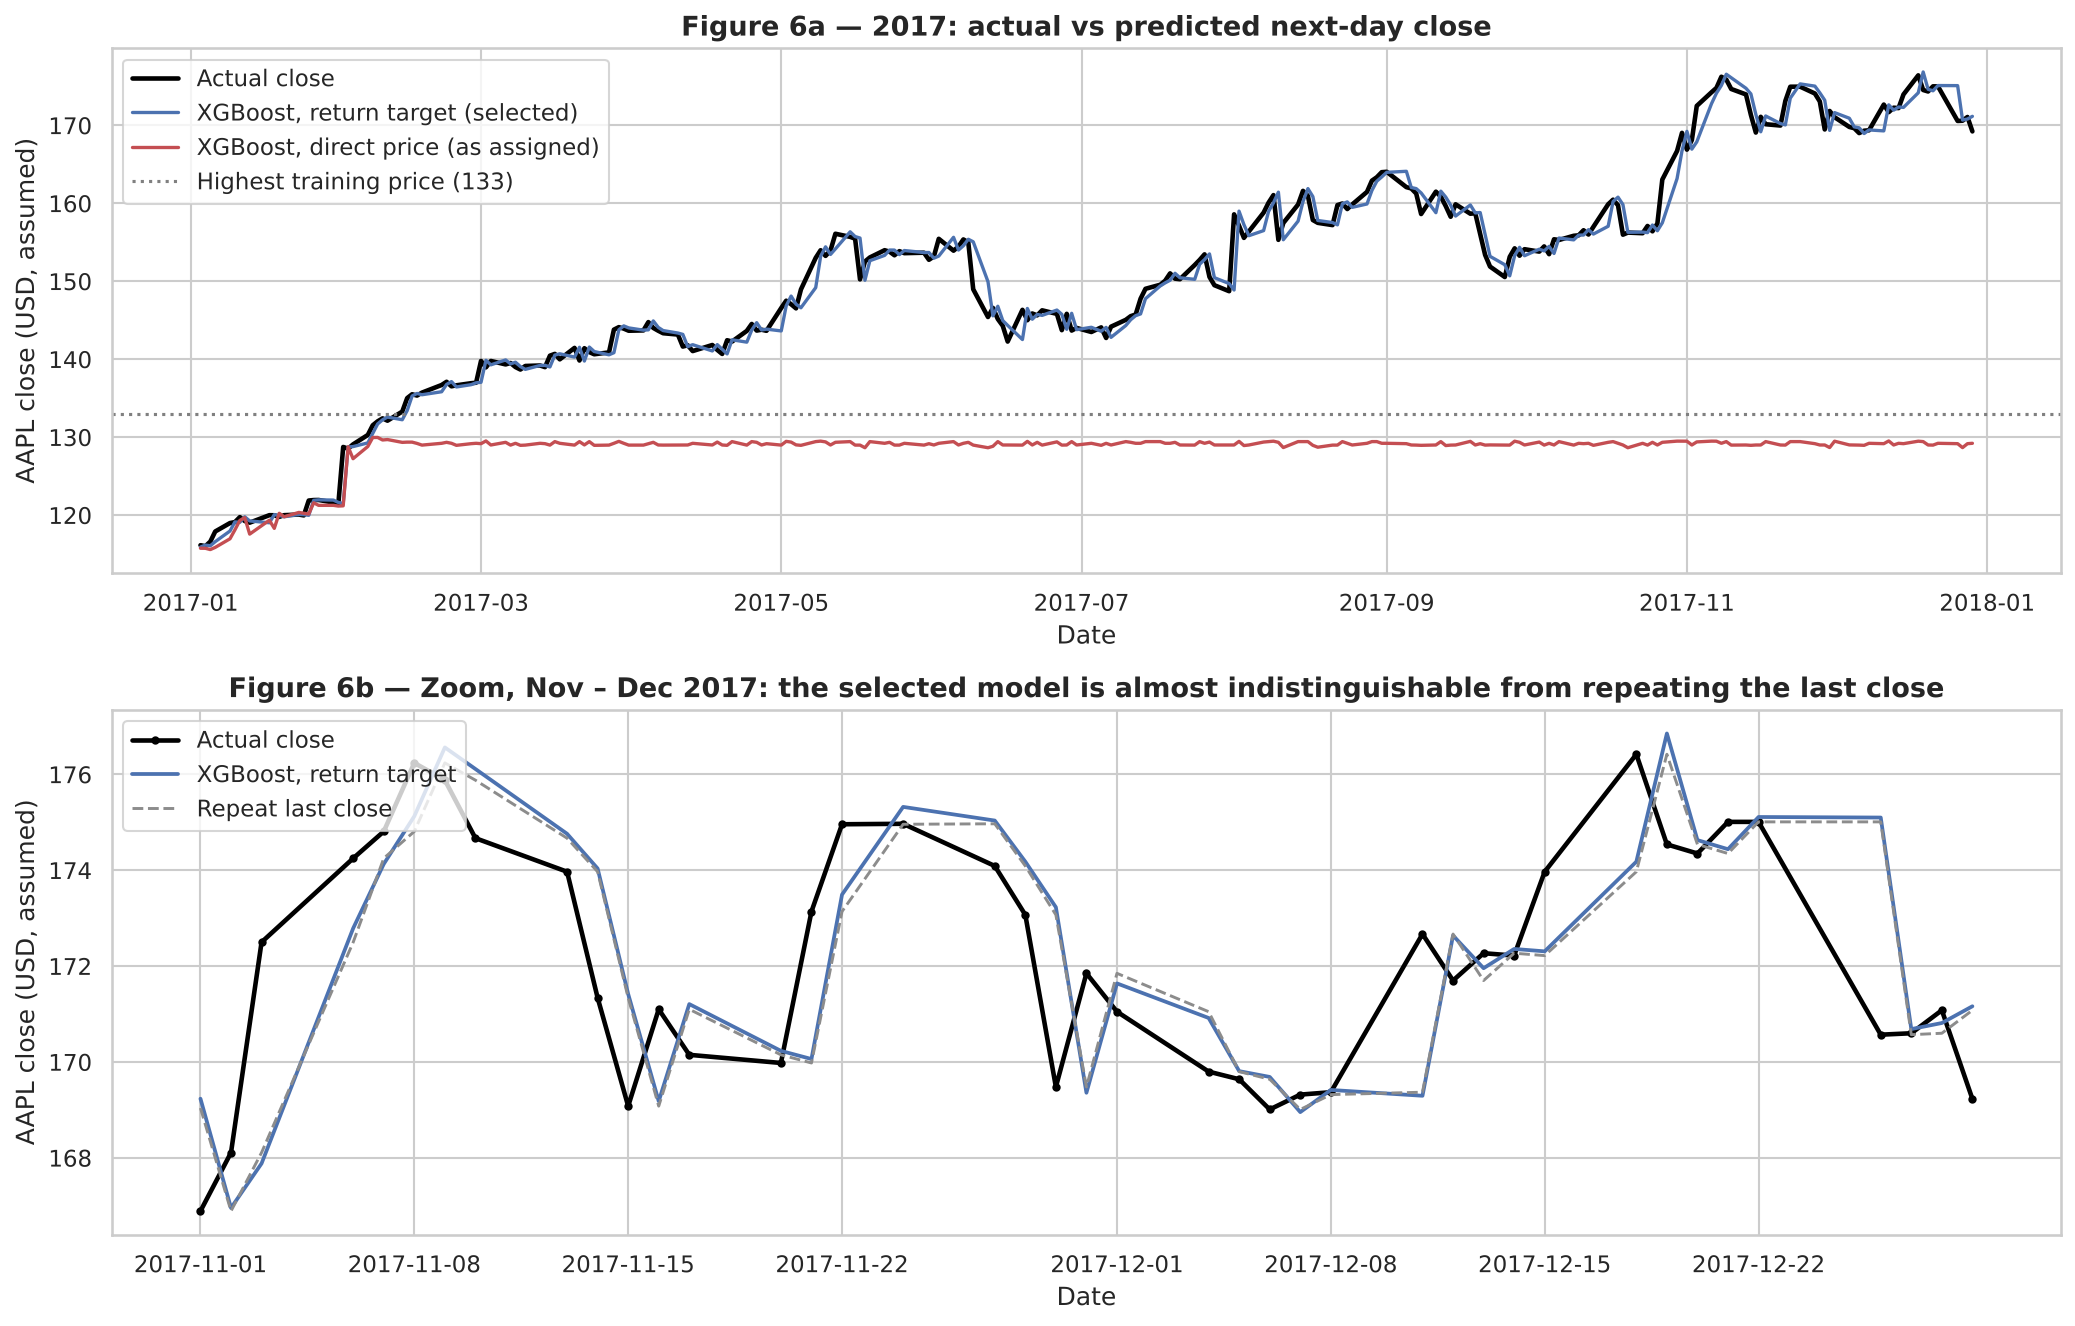 Figure 6a — 2017: actual vs predicted next-day close
Actual close
XGBoost, return target (selected)
XGBoost, direct price (as assigned)
Highest training price (133)
AAPL close (USD, assumed)
170
160
150
140
130
120
2017-01
2017-03
2017-05
2017-07
2017-09
2017-11
2018-01
Date
Figure 6b — Zoom, Nov – Dec 2017: the selected model is almost indistinguishable from repeating the last close
Actual close
XGBoost, return target
Repeat last close
AAPL close (USD, assumed)
176
174
172
170
168
2017-11-01
2017-11-08
2017-11-15
2017-11-22
2017-12-01
2017-12-08
2017-12-15
2017-12-22
Date